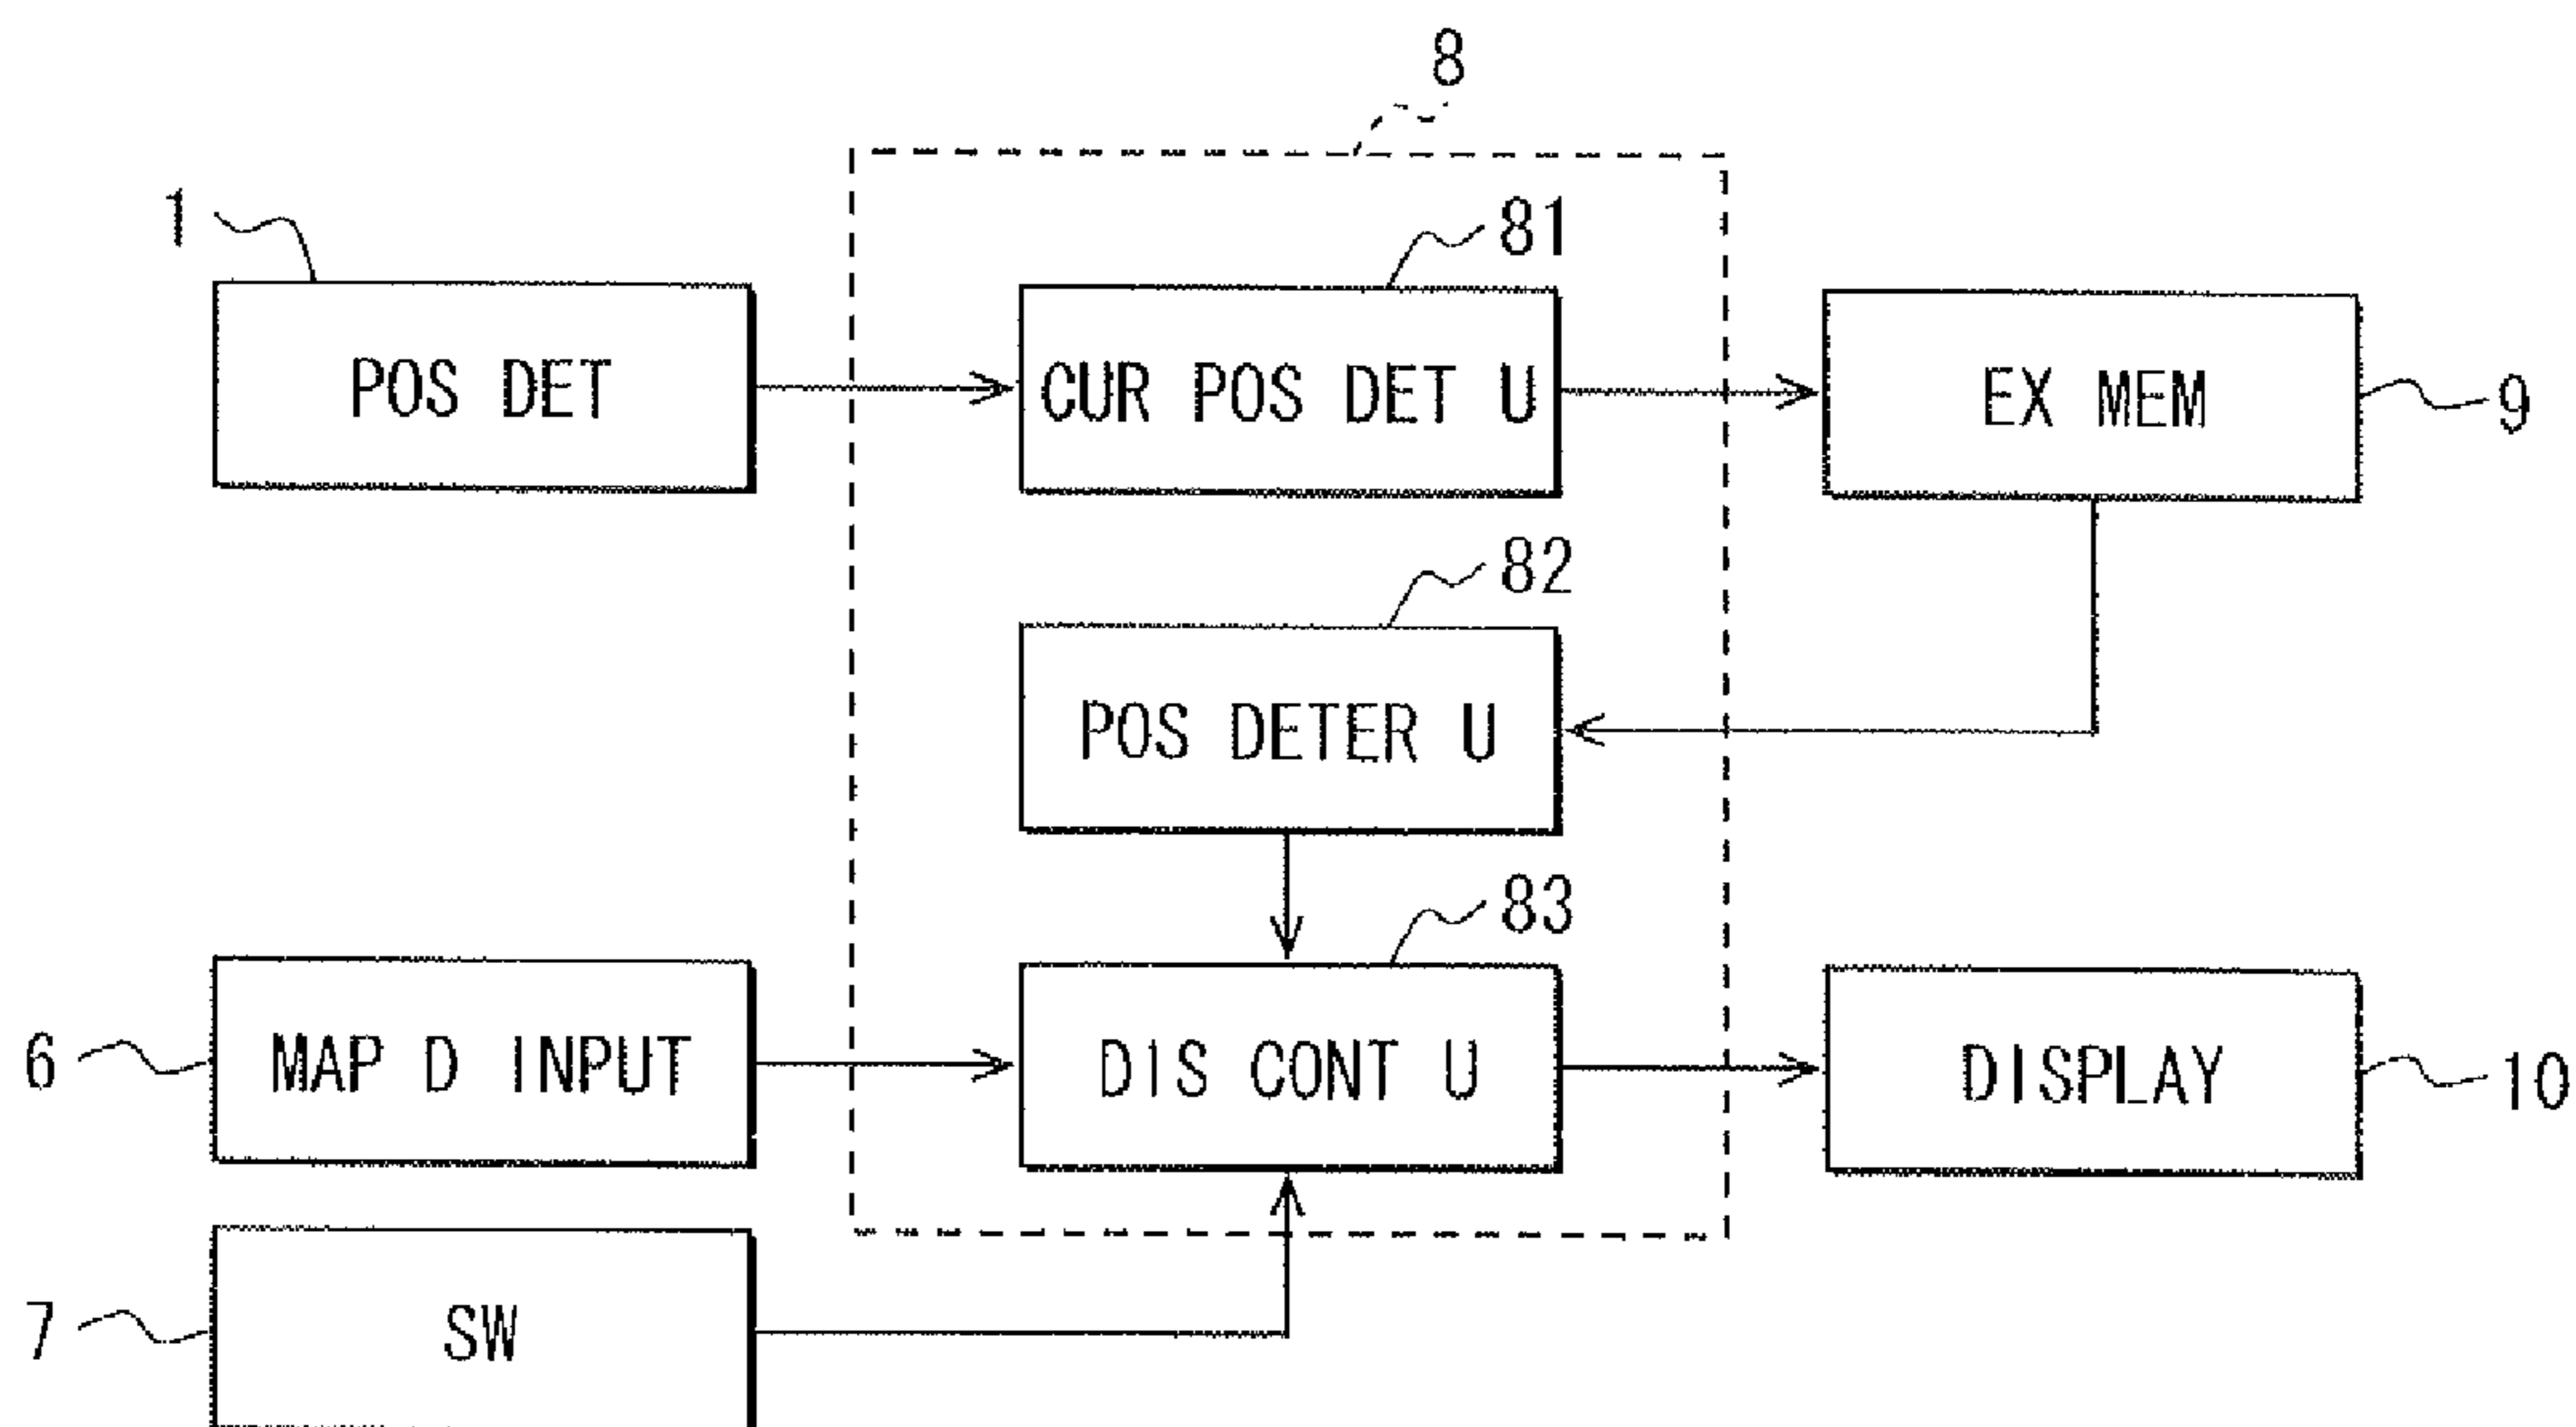 8
1
81
POS DET
CUR POS DET U
EX MEM
9
82
POS DETER U
83
6
MAP D INPUT
DIS CONT U
DISPLAY
10
7
SW